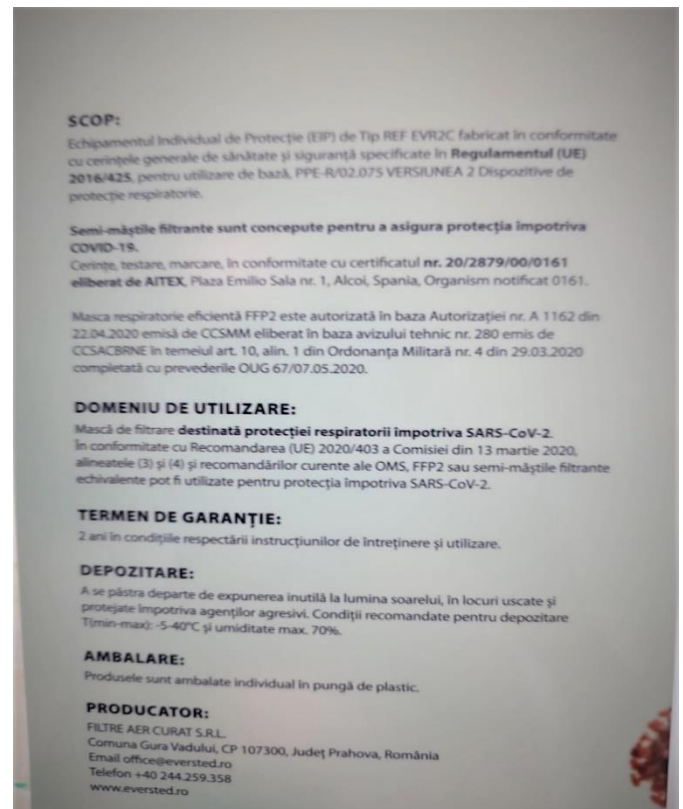 SCOP:
Echipamentul Individual de Protecție (EIP) de Tip REF EVR2C fabricat în conformitate
cu cerințele generale de sănătate și siguranță specificate în Regulamentul (UE)
2016/425, pentru utilizare de bază, PPE-R/02.075 VERSIUNEA 2 Dispozitive de
protecție respiratorie.
Semi-măștile filtrante sunt concepute pentru a asigura protecția împotriva
COVID-19.
Cerințe, testare, marcare, în conformitate cu certificatul nr. 20/2879/00/0161
eliberat de AITEX, Plaza Emilio Sala nr. 1, Alcoi, Spania, Organism notificat 0161.
Masca respiratorie eficientă FFP2 este autorizată în baza Autorizației nr. A 1162 din
22.04.2020 emisă de CCSMM eliberat în baza avizului tehnic nr. 280 emis de
CCSACBRNE în temeiul art. 10, alin. 1 din Ordonanța Militară nr. 4 din 29.03.2020
completată cu prevederile OUG 67/07.05.2020.
DOMENIU DE UTILIZARE:
Mască de filtrare destinată protecției respiratorii împotriva SARS-CoV-2.
În conformitate cu Recomandarea (UE) 2020/403 a Comisiei din 13 martie 2020,
alineatele (3) și (4) și recomandărilor curente ale OMS, FFP2 sau semi-măștile filtrante
echivalente pot fi utilizate pentru protecția împotriva SARS-CoV-2.
TERMEN DE GARANȚIE:
2 ani în condițiile respectării instrucțiunilor de întreținere și utilizare.
DEPOZITARE:
A se păstra departe de expunerea inutilă la lumina soarelui, în locuri uscate și
protejate împotriva agenților agresivi. Condiții recomandate pentru depozitare
T(min-max): -5-40°C și umiditate max. 70%.
AMBALARE:
Produsele sunt ambalate individual în pungă de plastic.
PRODUCATOR:
FILTRE AER CURAT S.R.L.
Comuna Gura Vadului, CP 107300, Județ Prahova, România
Email office@eversted.ro
Telefon +40 244.259.358
www.eversted.ro